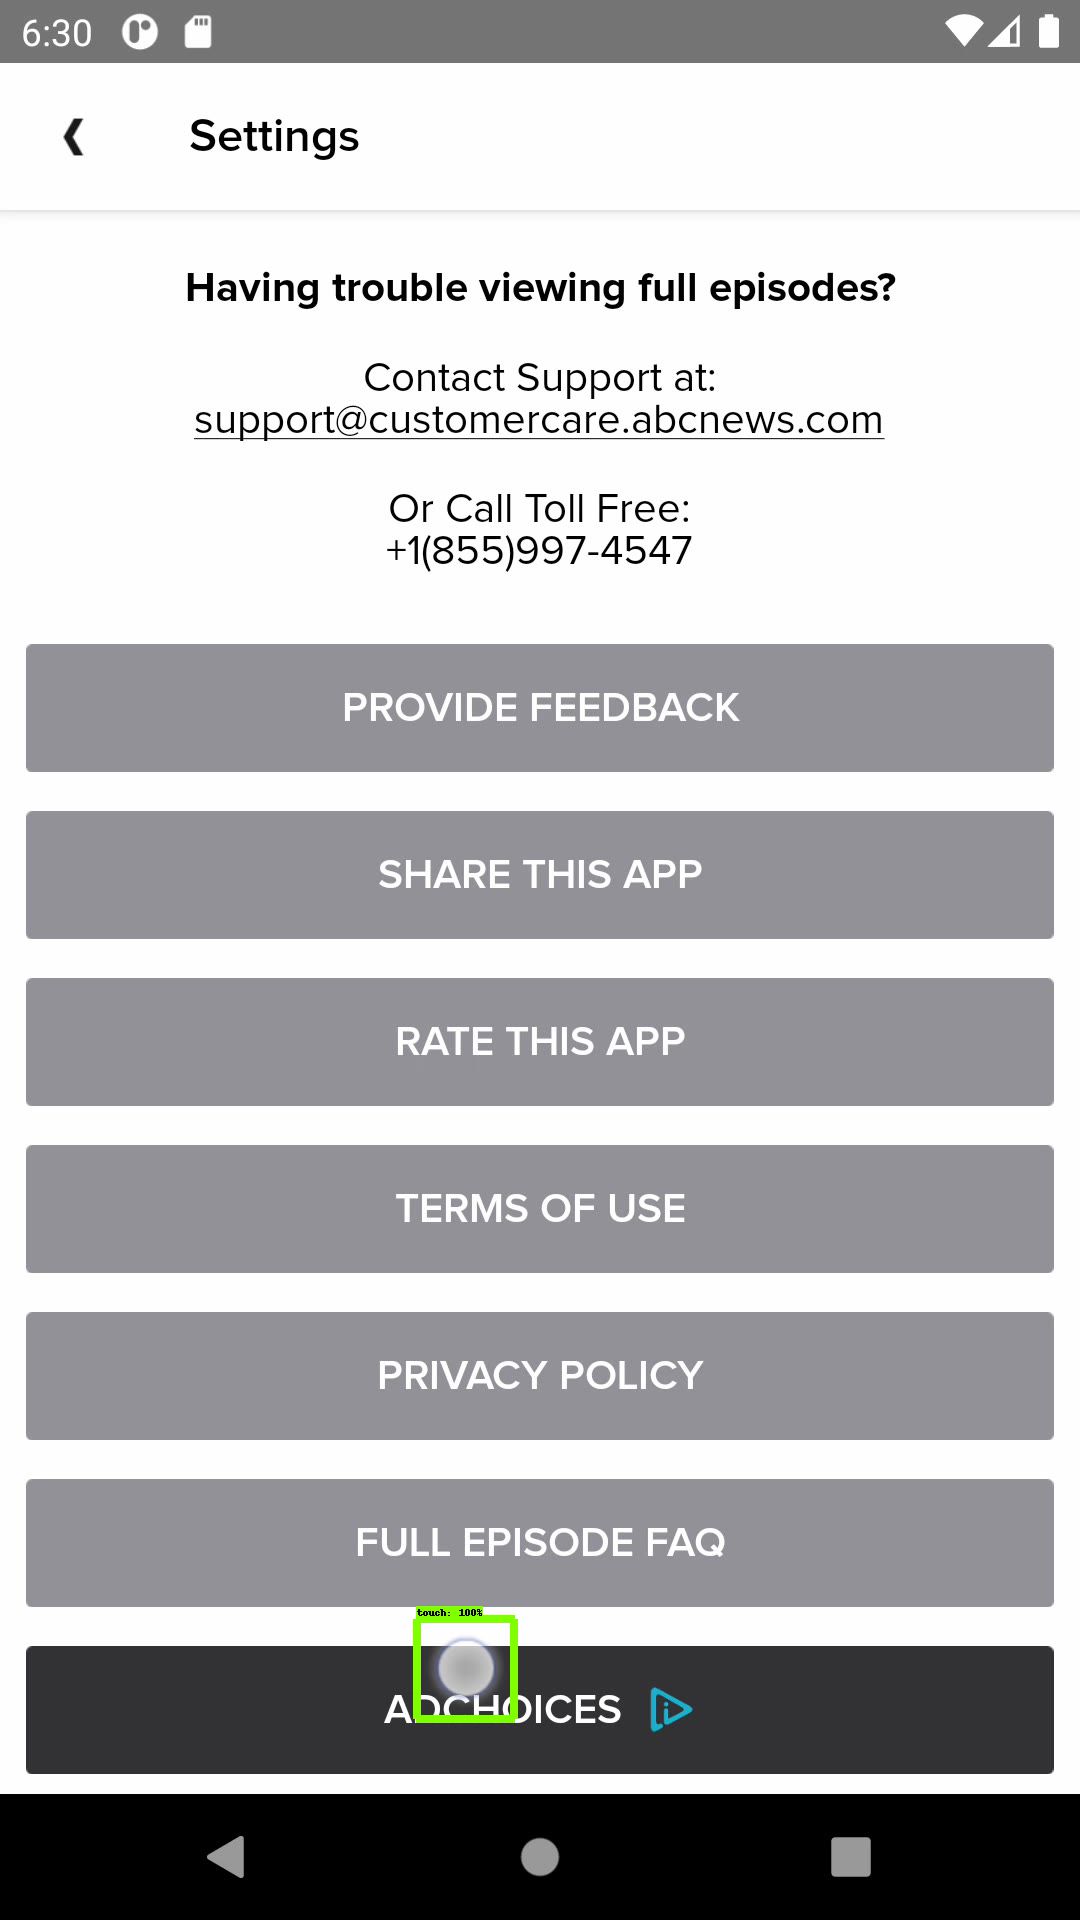 6:30
Settings
Having trouble viewing full episodes?
Contact Support at:
support@customercare.abcnews.com
Or Call Toll Free:
+1(855)997-4547
PROVIDE FEEDBACK
SHARE THIS APP
RATE THIS APP
TERMS OF USE
PRIVACY POLICY
FULL EPISODE FAQ
touch: 100%
ADCHOICES